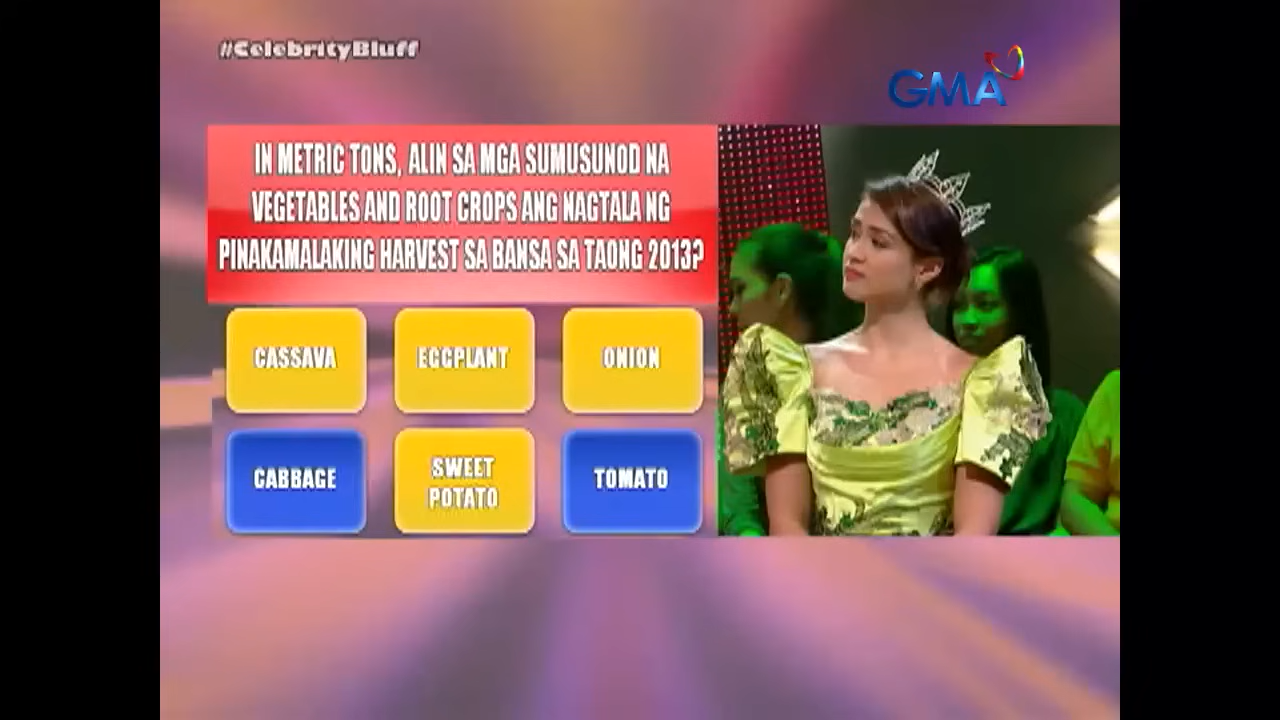 #CelebrityBluff
GMA
IN METRIC TONS, ALIN SA MGA SUMUSUNOD NA
VEGETABLES AND ROOT CROPS ANG NAGTALA NG
PINAKAMALAKING HARVEST SA BANSA SA TAONG 2013?
CASSAVA
EGGPLANT
ONION
CABBAGE
SWEET
POTATO
TOMATO